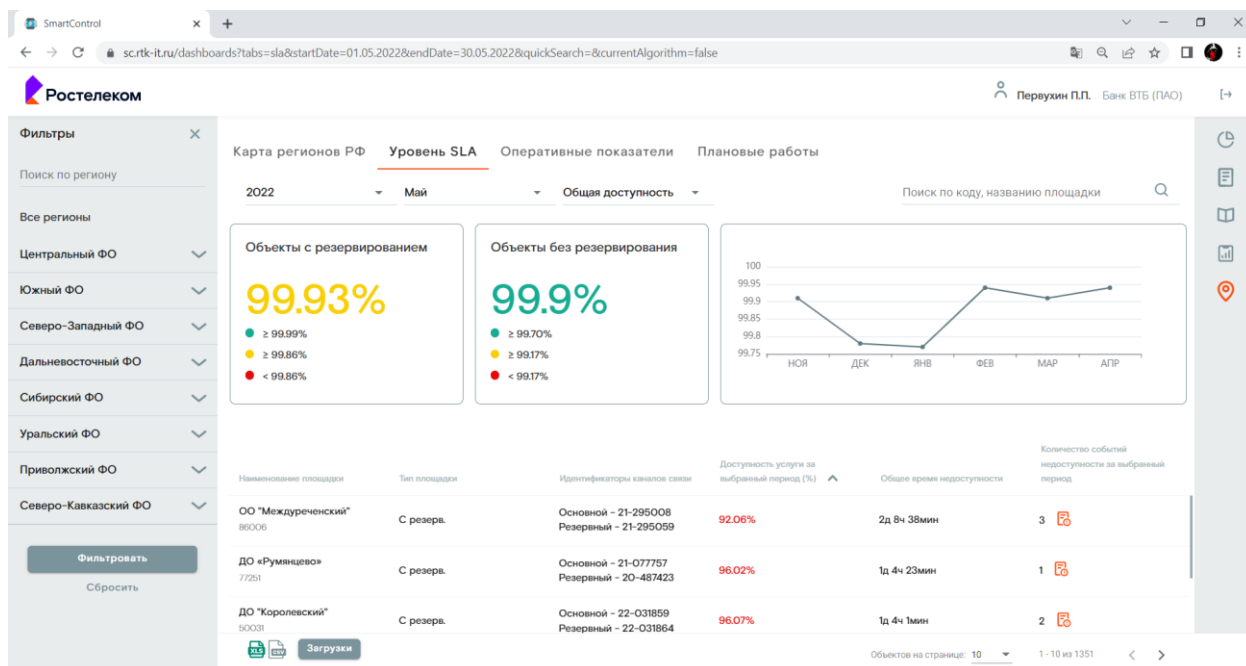 SmartControl
sc.rtk-it.ru/dashboards?tabs=sla&startDate=01.05.2022&endDate=30.05.2022&quickSearch=&currentAlgorithm=false
Ростелеком
Первухин П.П. Банк ВТБ (ПАО)
Фильтры
Поиск по региону
Все регионы
Центральный ФО
Южный ФО
Северо-Западный ФО
Дальневосточный ФО
Сибирский ФО
Уральский ФО
Приволжский ФО
Северо-Кавказский ФО
Фильтровать
Сбросить
Карта регионов РФ Уровень SLA Оперативные показатели Плановые работы
2022 Май Общая доступность Поиск по коду, названию площадки
Объекты с резервированием
99.93%
≥ 99.99%
≥ 99.86%
< 99.86%
Объекты без резервирования
99.9%
≥ 99.70%
≥ 99.17%
< 99.17%
100
99.95
99.9
99.85
99.8
99.75
НОЯ ДЕК ЯНВ ФЕВ МАР АПР
Наименование площадки
Тип площадки
Идентификаторы каналов связи
Доступность услуги за
выбранный период (%)
Общее время недоступности
Количество событий
недоступности за выбранный
период
ОО "Междуреченский"
86006
С резерв.
Основной - 21-295008
Резервный - 21-295059
92.06%
2д 8ч 38мин
3
ДО «Румянцево»
77251
С резерв.
Основной - 21-077757
Резервный - 20-487423
96.02%
1д 4ч 23мин
1
ДО "Королевский"
50031
С резерв.
Основной - 22-031859
Резервный - 22-031864
96.07%
1д 4ч 1мин
2
XLS
CSV
Загрузки
Объектов на странице: 10
1 - 10 из 1351